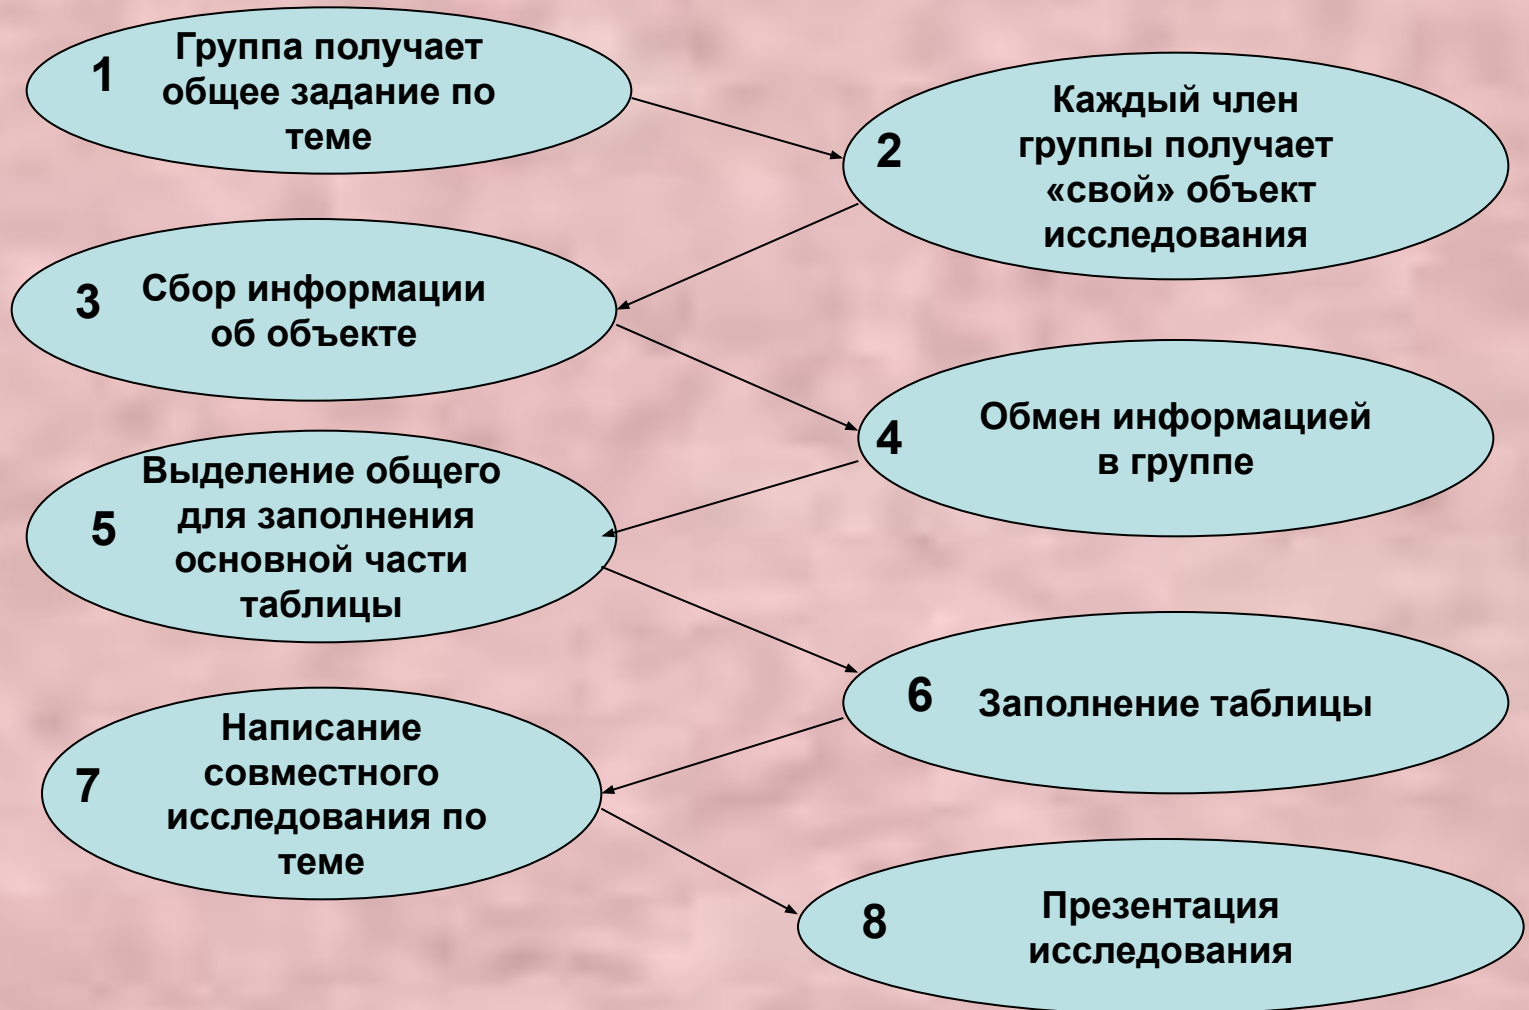 1
Группа получает
общее задание по
теме
2
Каждый член
группы получает
«свой» объект
исследования
3
Сбор информации
об объекте
4
Обмен информацией
в группе
5
Выделение общего
для заполнения
основной части
таблицы
6
Заполнение таблицы
7
Написание
совместного
исследования по
теме
8
Презентация
исследования